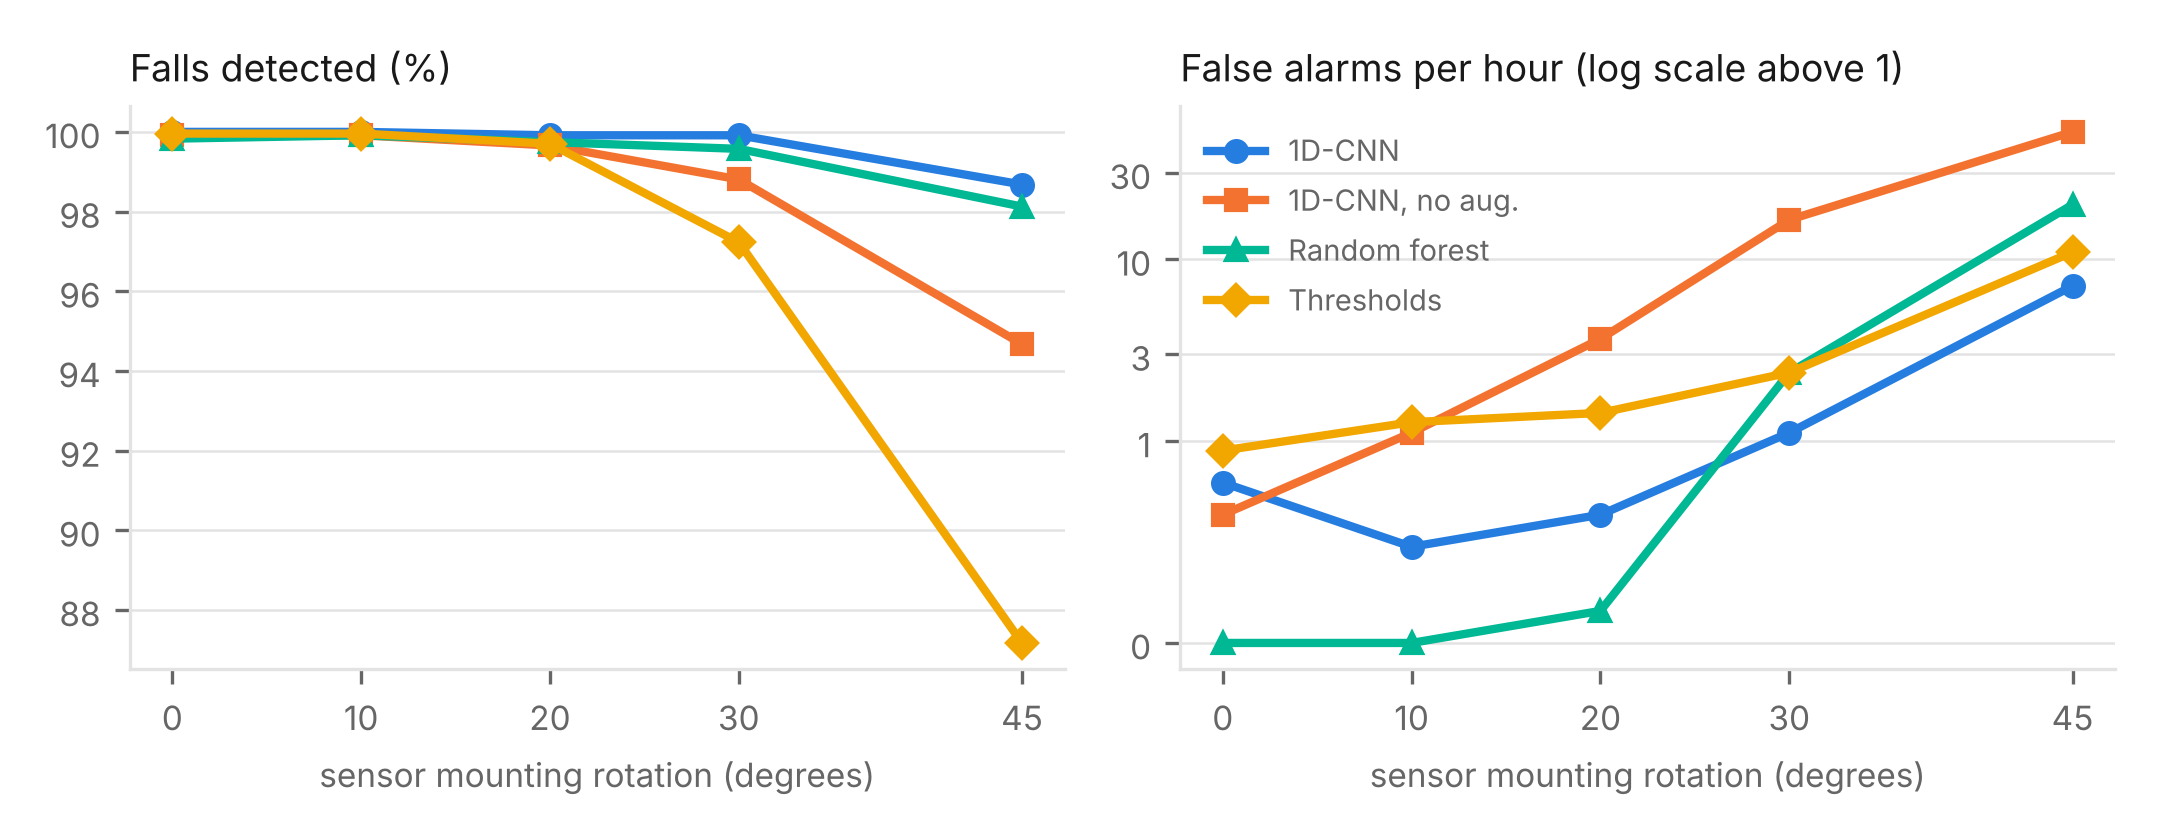 Falls detected (%)
100
98
96
94
92
90
88
0 10 20 30 45
sensor mounting rotation (degrees)
False alarms per hour (log scale above 1)
1D-CNN
1D-CNN, no aug.
Random forest
Thresholds
30
10
3
1
0
0 10 20 30 45
sensor mounting rotation (degrees)